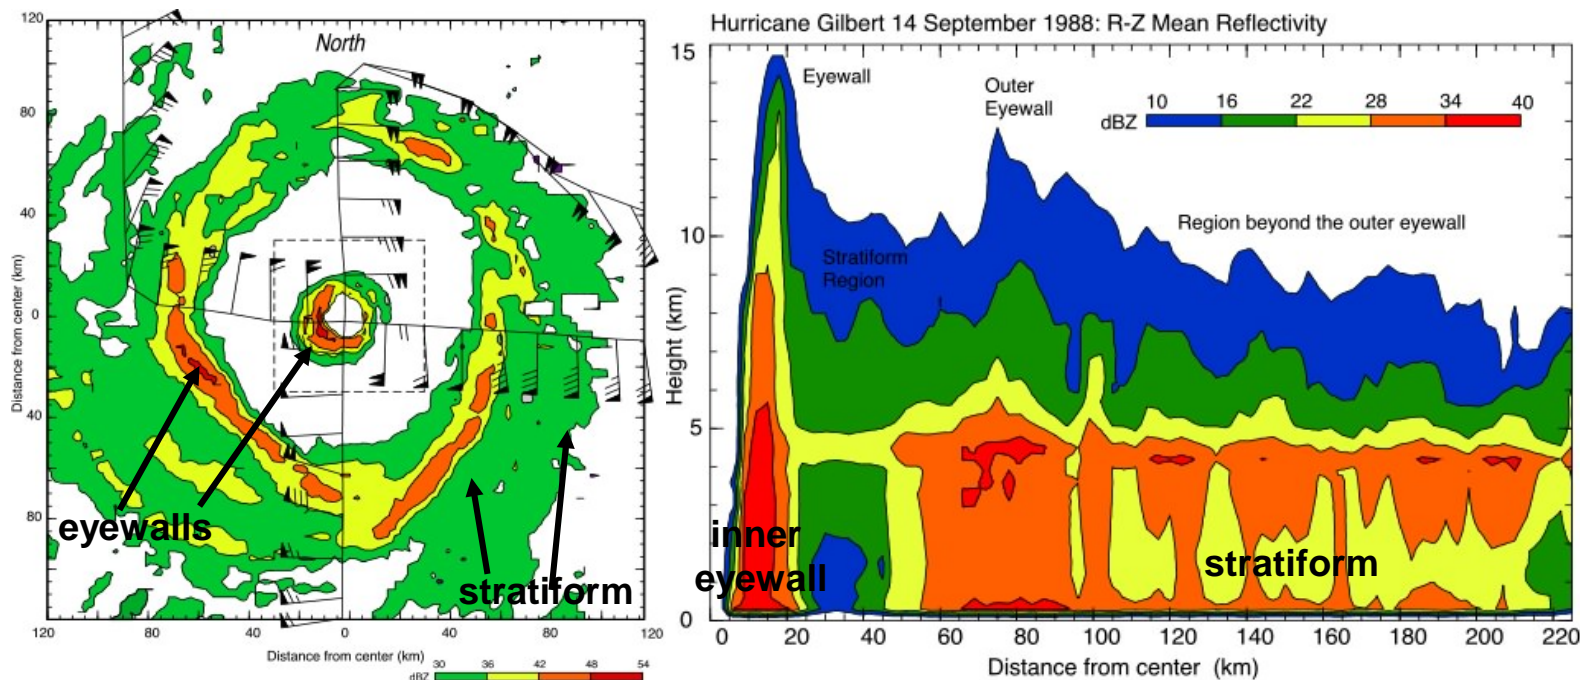 120
80
40
0
40
80
Distance from center (km)
North
eyewalls
stratiform
120
80
40
0
40
80
120
Distance from center (km)
30
36
42
48
54
dBZ
Hurricane Gilbert 14 September 1988: R-Z Mean Reflectivity
15
10
5
0
Height (km)
Eyewall
Outer
Eyewall
10
16
22
28
34
40
dBZ
Region beyond the outer eyewall
Stratiform
Region
inner
eyewall
stratiform
0
20
40
60
80
100
120
140
160
180
200
220
Distance from center (km)